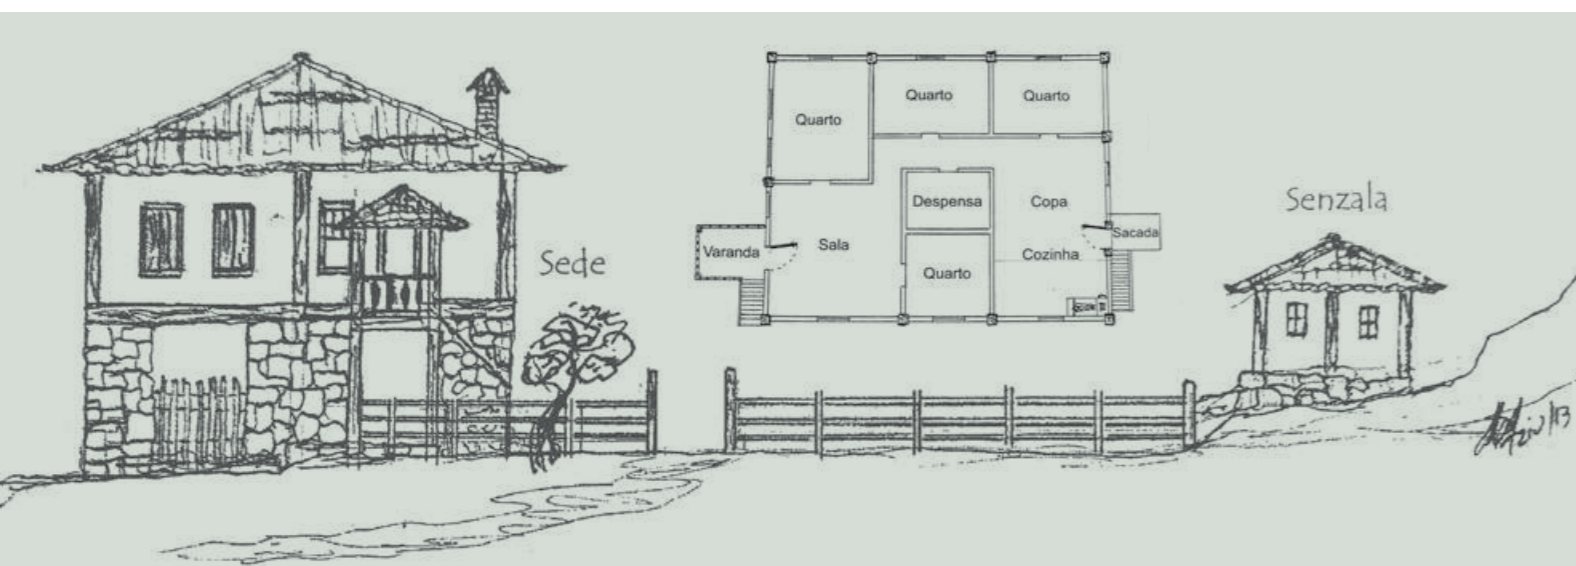 Sede
Quarto
Quarto
Quarto
Despensa
Copa
Varanda
Sala
Quarto
Cozinha
Sacada
Senzala